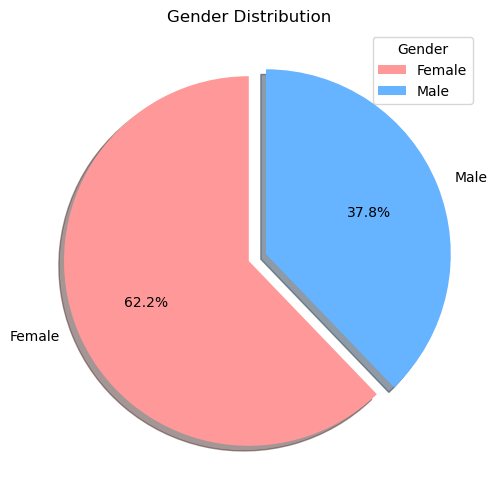 Gender Distribution
Gender
Female
Male
Male
37.8%
62.2%
Female